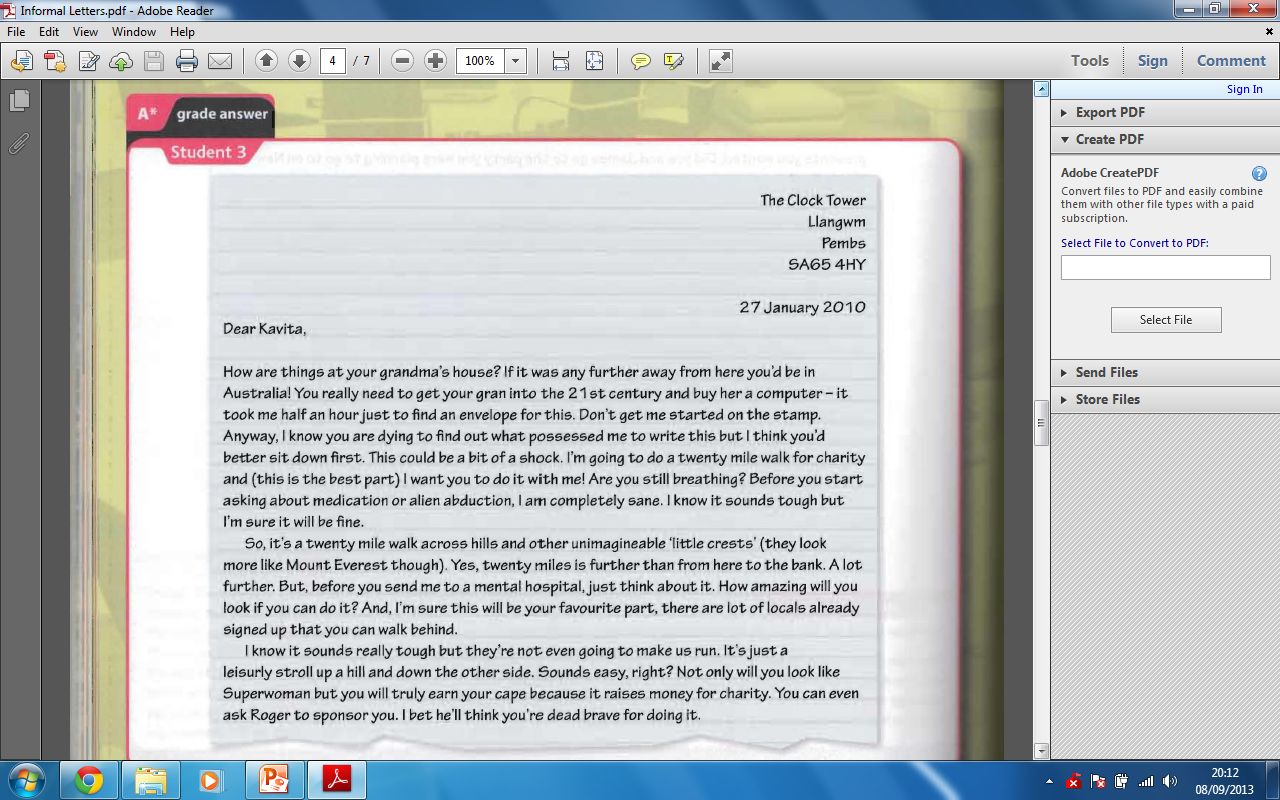 Informal Letters.pdf - Adobe Reader
File Edit View Window Help
4 / 7 100% Tools Sign Comment
Sign In
Export PDF
Create PDF
Adobe CreatePDF
Convert files to PDF and easily combine
them with other file types with a paid
subscription.
Select File to Convert to PDF:
Select File
Send Files
Store Files
A* grade answer
Student 3
The Clock Tower
Llangwm
Pembs
SA65 4HY
27 January 2010
Dear Kavita,
How are things at your grandma's house? If it was any further away from here you'd be in
Australia! You really need to get your gran into the 21st century and buy her a computer – it
took me half an hour just to find an envelope for this. Don't get me started on the stamp.
Anyway, I know you are dying to find out what possessed me to write this but I think you'd
better sit down first. This could be a bit of a shock. I'm going to do a twenty mile walk for charity
and (this is the best part) I want you to do it with me! Are you still breathing? Before you start
asking about medication or alien abduction, I am completely sane. I know it sounds tough but
I'm sure it will be fine.
So, it's a twenty mile walk across hills and other unimagineable 'little crests' (they look
more like Mount Everest though). Yes, twenty miles is further than from here to the bank. A lot
further. But, before you send me to a mental hospital, just think about it. How amazing will you
look if you can do it? And, I'm sure this will be your favourite part, there are lot of locals already
signed up that you can walk behind.
I know it sounds really tough but they're not even going to make us run. It's just a
leisurly stroll up a hill and down the other side. Sounds easy, right? Not only will you look like
Superwoman but you will truly earn your cape because it raises money for charity. You can even
ask Roger to sponsor you. I bet he'll think you're dead brave for doing it.
20:12
08/09/2013